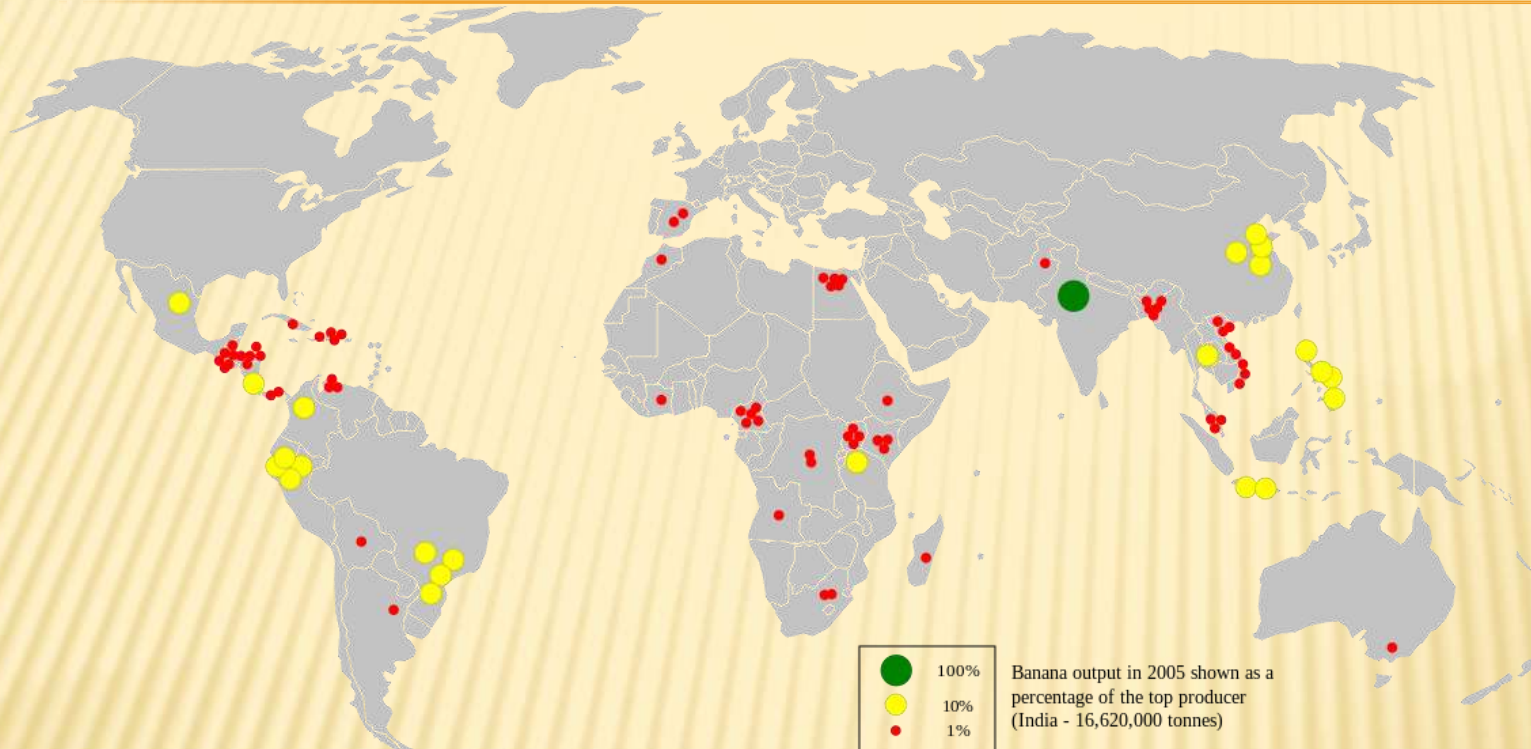 100%
10%
1%
Banana output in 2005 shown as a
percentage of the top producer
(India - 16,620,000 tonnes)